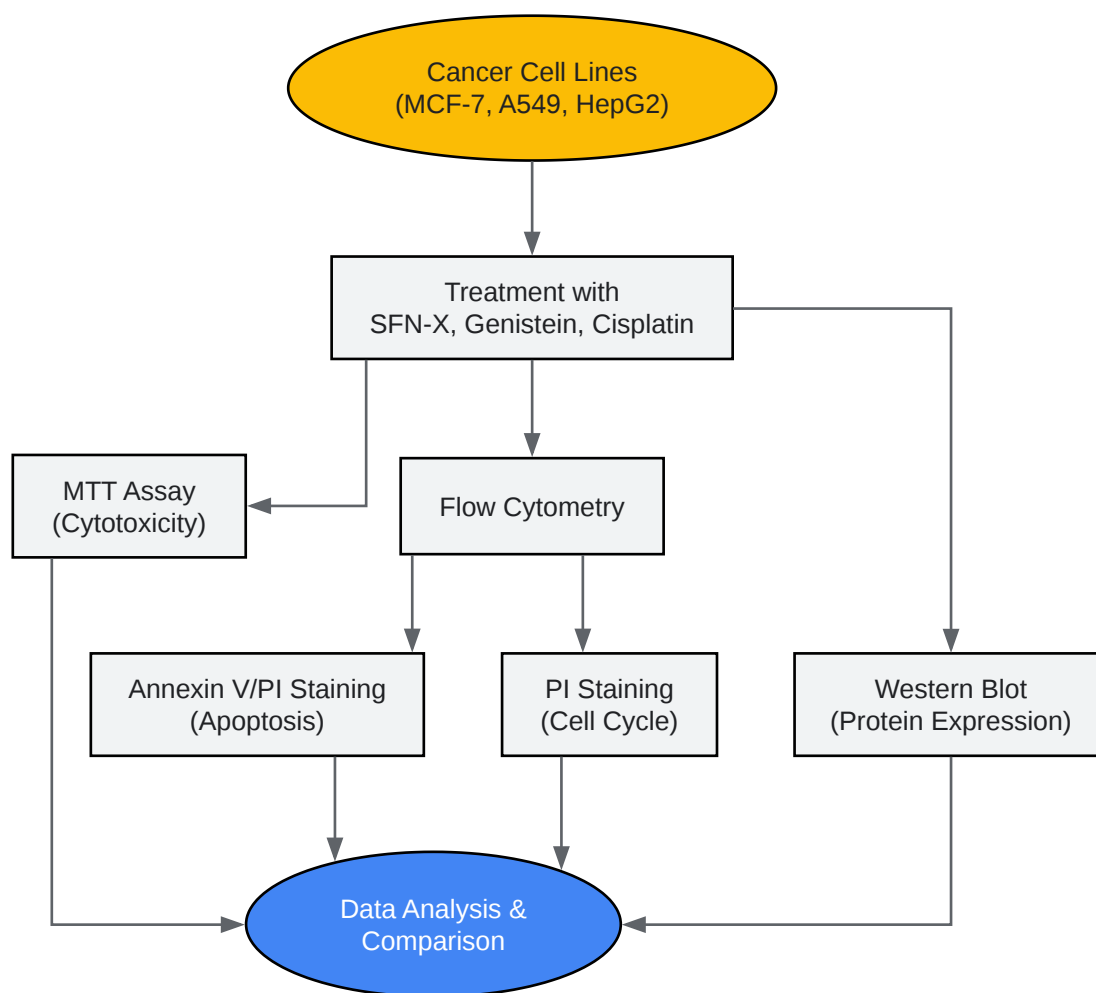 Cancer Cell Lines
(MCF-7, A549, HepG2)
Treatment with
SFN-X, Genistein, Cisplatin
MTT Assay
(Cytotoxicity)
Flow Cytometry
Annexin V/PI Staining
(Apoptosis)
PI Staining
(Cell Cycle)
Western Blot
(Protein Expression)
Data Analysis &
Comparison